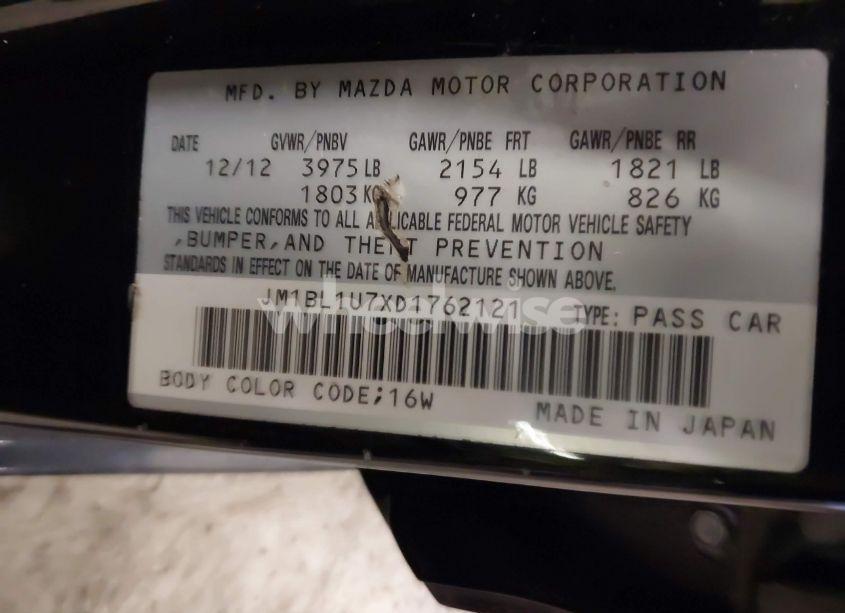 MFD. BY MAZDA MOTOR CORPORATION
DATE GVWR/PNBV GAWR/PNBE FRT GAWR/PNBE RR
12/12 3975 LB 2154 LB 1821 LB
1803 KG 977 KG 826 KG
THIS VEHICLE CONFORMS TO ALL APPLICABLE FEDERAL MOTOR VEHICLE SAFETY
,BUMPER,AND THEFT PREVENTION
STANDARDS IN EFFECT ON THE DATE OF MANUFACTURE SHOWN ABOVE.
JM1BL1U7XD1762121 TYPE: PASS CAR
wheelwise
BODY COLOR CODE;16W
MADE IN JAPAN